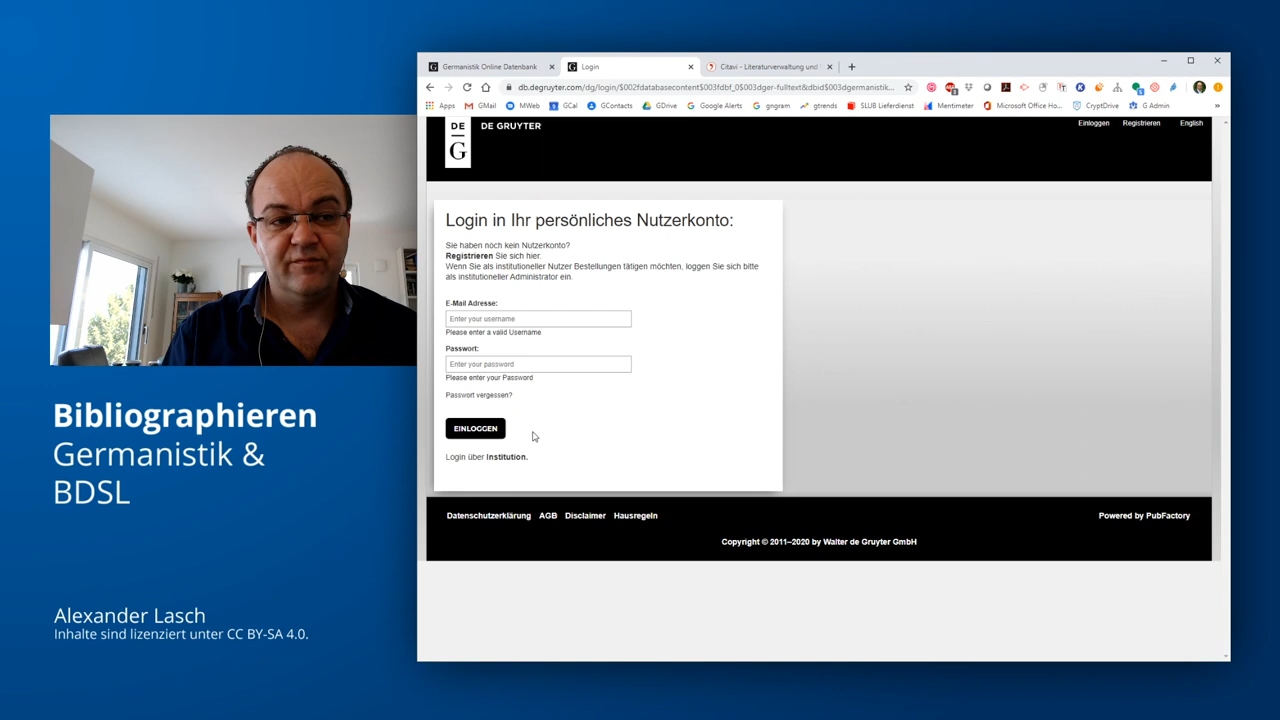 Germanistik Online Datenbank
Login
Citavi - Literaturverwaltung und
db.degruyter.com/dg/login/$002fdatabasecontent$003fdbf_0$003dger-fulltext&dbid$003dgermanistik...
Apps
GMail
MWeb
GCal
GContacts
GDrive
Google Alerts
gngram
gtrends
SLUB Lieferdienst
Mentimeter
Microsoft Office Ho...
CryptDrive
G Admin
»
DE
G
DE GRUYTER
Einloggen
Registrieren
English
Login in Ihr persönliches Nutzerkonto:
Sie haben noch kein Nutzerkonto?
Registrieren Sie sich hier.
Wenn Sie als institutioneller Nutzer Bestellungen tätigen möchten, loggen Sie sich bitte
als institutioneller Administrator ein.
E-Mail Adresse:
Enter your username
Please enter a valid Username
Passwort:
Enter your password
Please enter your Password
Passwort vergessen?
EINLOGGEN
Login über Institution.
Datenschutzerklärung AGB Disclaimer Hausregeln
Powered by PubFactory
Copyright © 2011–2020 by Walter de Gruyter GmbH
Bibliographieren
Germanistik &
BDSL
Alexander Lasch
Inhalte sind lizenziert unter CC BY-SA 4.0.